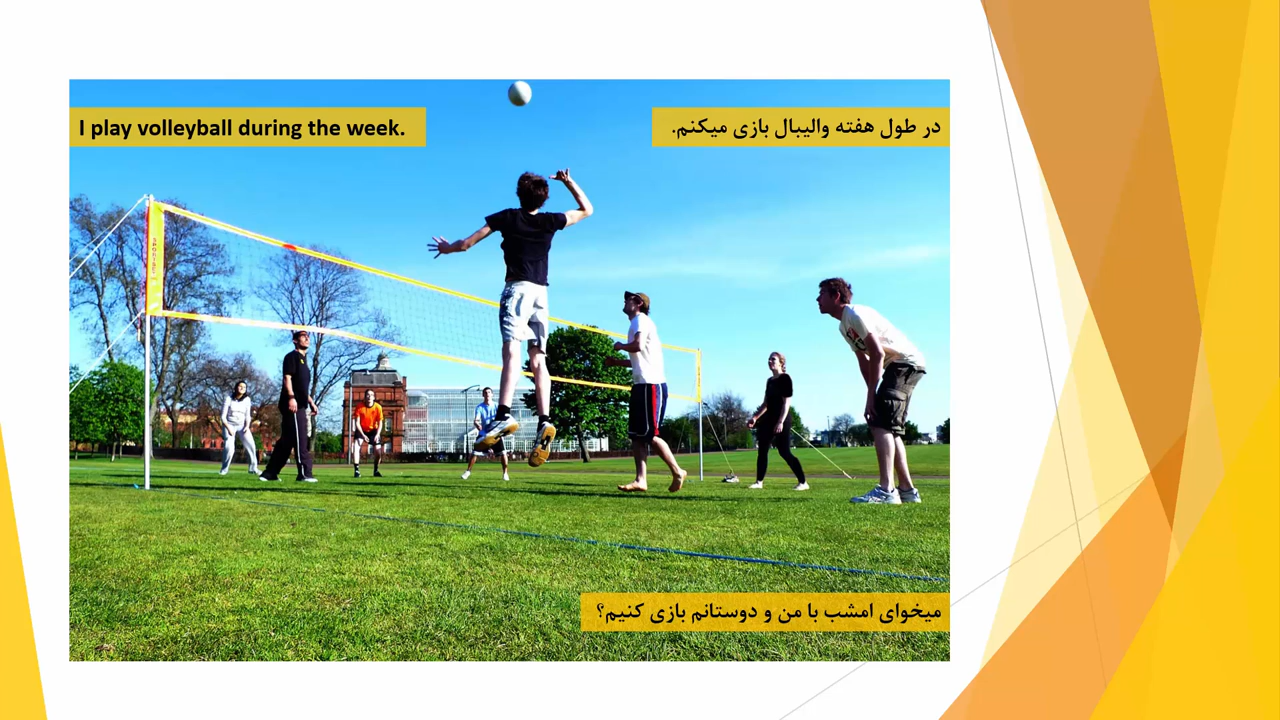 I play volleyball during the week.
در طول هفته والیبال بازی میکنم.
میخوای امشب با من و دوستانم بازی کنیم؟